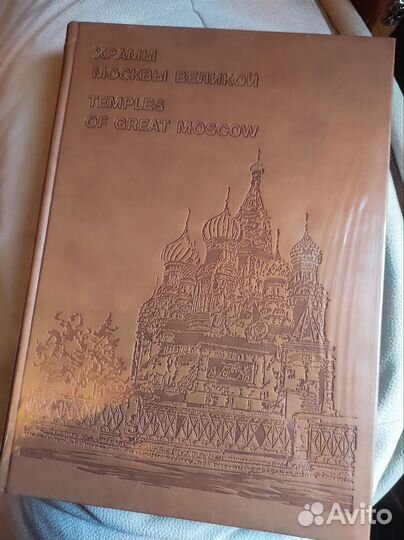 ХРАМЫ
МОСКВЫ ВЕЛИКОЙ
TEMPLES
OF GREAT MOSCOW
Avito